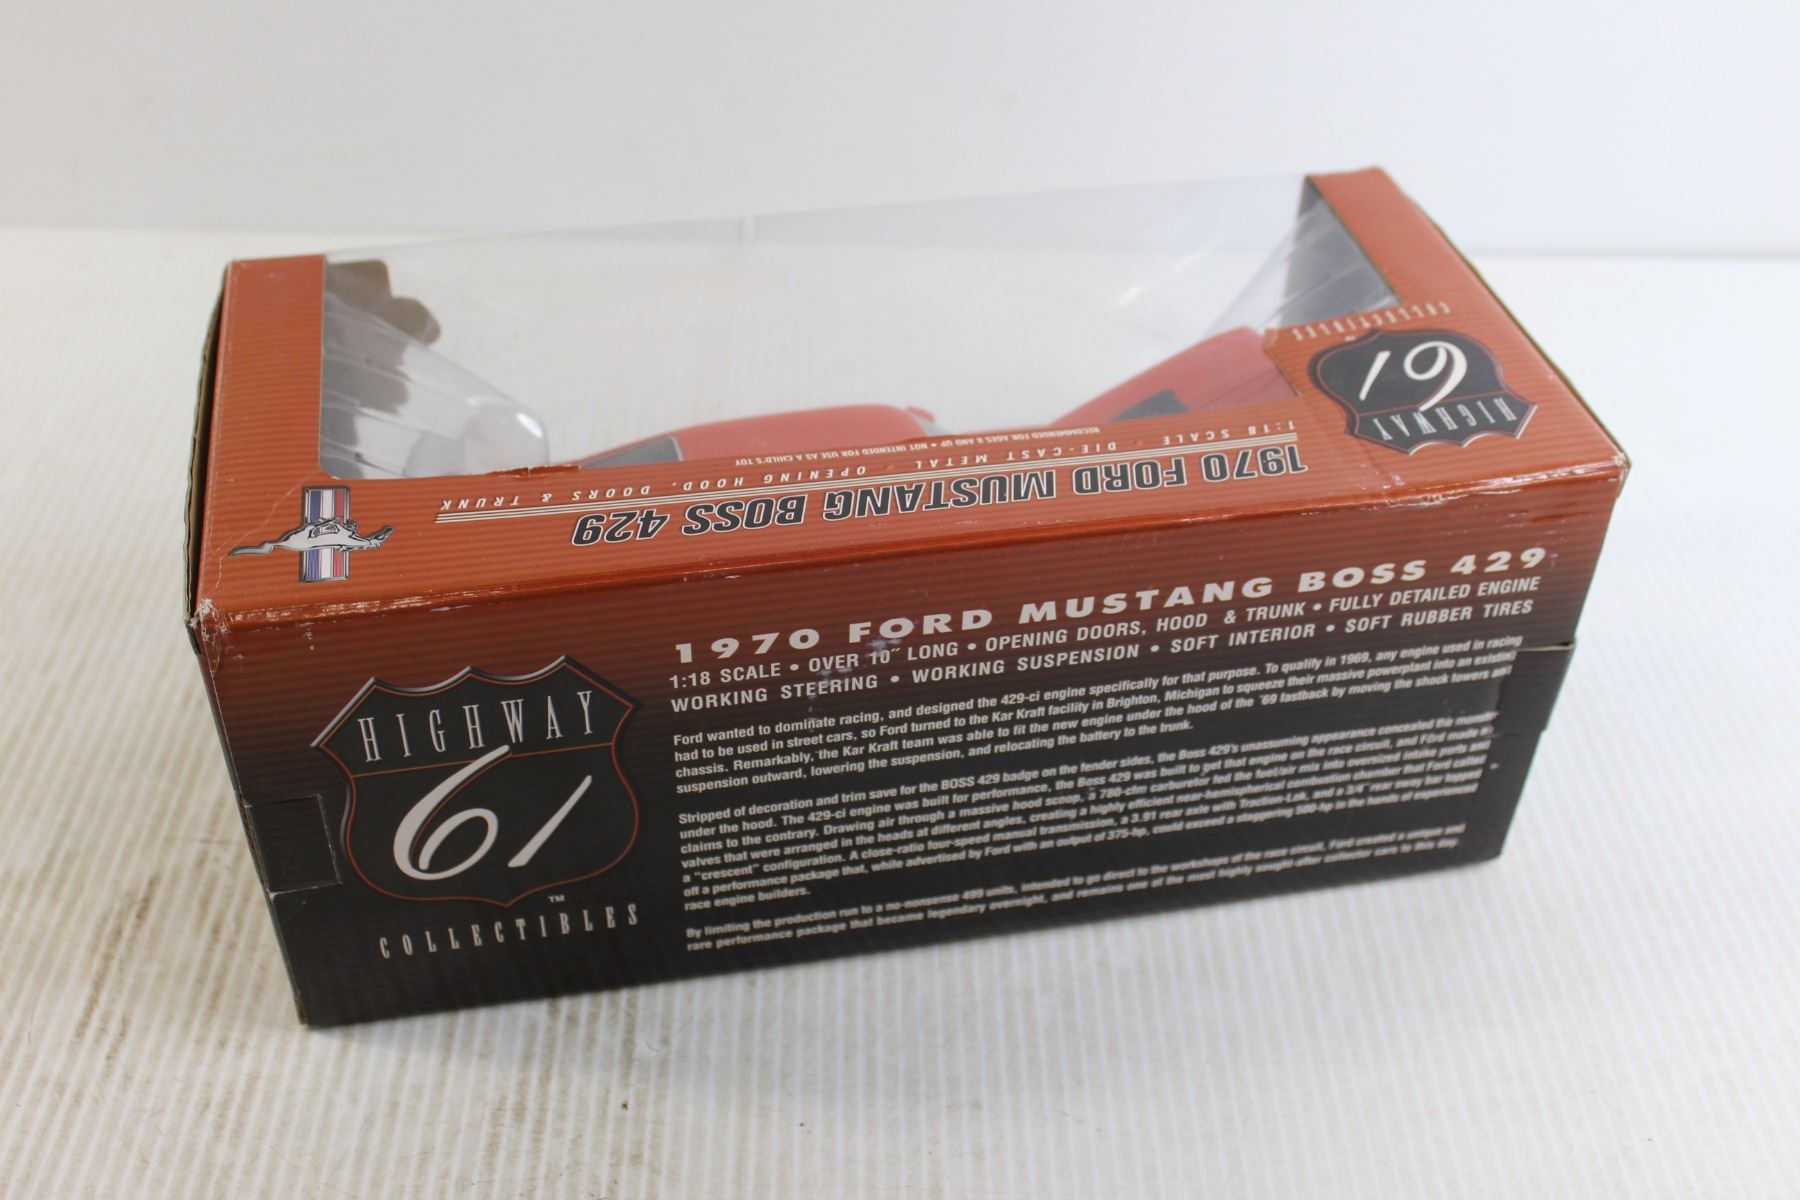 COLLECTIBLES
HIGHWAY
61
1:18 SCALE • DIE-CAST METAL • OPENING HOOD, DOORS & TRUNK
RECOMMENDED FOR AGES 8 AND UP • NOT INTENDED FOR USE AS A CHILD'S TOY
1970 FORD MUSTANG BOSS 429
HIGHWAY
61
TM
COLLECTIBLES
1970 FORD MUSTANG BOSS 429
1:18 SCALE • OVER 10" LONG • OPENING DOORS, HOOD & TRUNK • FULLY DETAILED ENGINE
WORKING STEERING • WORKING SUSPENSION • SOFT INTERIOR • SOFT RUBBER TIRES
Ford wanted to dominate racing, and designed the 429-ci engine specifically for that purpose. To qualify in 1969, any engine used in racing
had to be used in street cars, so Ford turned to the Kar Kraft facility in Brighton, Michigan to squeeze their massive powerplant into an existing
chassis. Remarkably, the Kar Kraft team was able to fit the new engine under the hood of the '69 fastback by moving the shock towers and
suspension outward, lowering the suspension, and relocating the battery to the trunk.
Stripped of decoration and trim save for the BOSS 429 badge on the fender sides, the Boss 429's unassuming appearance concealed the monster
under the hood. The 429-ci engine was built for performance, the Boss 429 was built to get that engine on the race circuit, and Ford made
claims to the contrary. Drawing air through a massive hood scoop, a 780-cfm carburetor fed the fuel/air mix into oversized intake ports and
valves that were arranged in the heads at different angles, creating a highly efficient near-hemispherical combustion chamber that Ford called
a "crescent" configuration. A close-ratio four-speed manual transmission, a 3.91 rear axle with Traction-Lok, and a 3/4" rear sway bar topped
off a performance package that, while advertised by Ford with an output of 375-hp, could exceed a staggering 500-hp in the hands of experienced
race engine builders.
By limiting the production run to a no-nonsense 499 units, intended to go direct to the workshops of the race circuit, Ford created a unique and
rare performance package that became legendary overnight, and remains one of the most highly sought-after collector cars to this day.